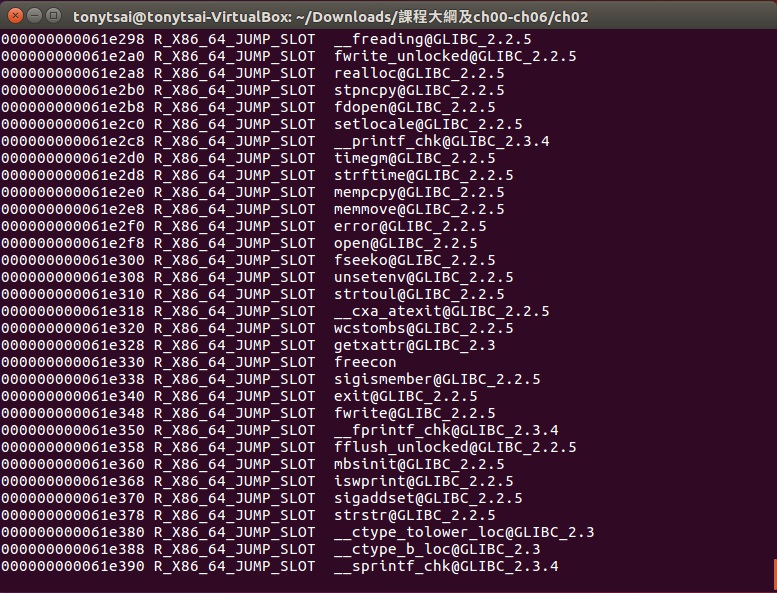 tonytsai@tonytsai-VirtualBox: ~/Downloads/課程大綱及ch00-ch06/ch02
000000000061e298 R_X86_64_JUMP_SLOT  __freading@GLIBC_2.2.5
000000000061e2a0 R_X86_64_JUMP_SLOT  fwrite_unlocked@GLIBC_2.2.5
000000000061e2a8 R_X86_64_JUMP_SLOT  realloc@GLIBC_2.2.5
000000000061e2b0 R_X86_64_JUMP_SLOT  stpncpy@GLIBC_2.2.5
000000000061e2b8 R_X86_64_JUMP_SLOT  fdopen@GLIBC_2.2.5
000000000061e2c0 R_X86_64_JUMP_SLOT  setlocale@GLIBC_2.2.5
000000000061e2c8 R_X86_64_JUMP_SLOT  __printf_chk@GLIBC_2.3.4
000000000061e2d0 R_X86_64_JUMP_SLOT  timegm@GLIBC_2.2.5
000000000061e2d8 R_X86_64_JUMP_SLOT  strftime@GLIBC_2.2.5
000000000061e2e0 R_X86_64_JUMP_SLOT  mempcpy@GLIBC_2.2.5
000000000061e2e8 R_X86_64_JUMP_SLOT  memmove@GLIBC_2.2.5
000000000061e2f0 R_X86_64_JUMP_SLOT  error@GLIBC_2.2.5
000000000061e2f8 R_X86_64_JUMP_SLOT  open@GLIBC_2.2.5
000000000061e300 R_X86_64_JUMP_SLOT  fseeko@GLIBC_2.2.5
000000000061e308 R_X86_64_JUMP_SLOT  unsetenv@GLIBC_2.2.5
000000000061e310 R_X86_64_JUMP_SLOT  strtoul@GLIBC_2.2.5
000000000061e318 R_X86_64_JUMP_SLOT  __cxa_atexit@GLIBC_2.2.5
000000000061e320 R_X86_64_JUMP_SLOT  wcstombs@GLIBC_2.2.5
000000000061e328 R_X86_64_JUMP_SLOT  getxattr@GLIBC_2.3
000000000061e330 R_X86_64_JUMP_SLOT  freecon
000000000061e338 R_X86_64_JUMP_SLOT  sigismember@GLIBC_2.2.5
000000000061e340 R_X86_64_JUMP_SLOT  exit@GLIBC_2.2.5
000000000061e348 R_X86_64_JUMP_SLOT  fwrite@GLIBC_2.2.5
000000000061e350 R_X86_64_JUMP_SLOT  __fprintf_chk@GLIBC_2.3.4
000000000061e358 R_X86_64_JUMP_SLOT  fflush_unlocked@GLIBC_2.2.5
000000000061e360 R_X86_64_JUMP_SLOT  mbsinit@GLIBC_2.2.5
000000000061e368 R_X86_64_JUMP_SLOT  iswprint@GLIBC_2.2.5
000000000061e370 R_X86_64_JUMP_SLOT  sigaddset@GLIBC_2.2.5
000000000061e378 R_X86_64_JUMP_SLOT  strstr@GLIBC_2.2.5
000000000061e380 R_X86_64_JUMP_SLOT  __ctype_tolower_loc@GLIBC_2.3
000000000061e388 R_X86_64_JUMP_SLOT  __ctype_b_loc@GLIBC_2.3
000000000061e390 R_X86_64_JUMP_SLOT  __sprintf_chk@GLIBC_2.3.4